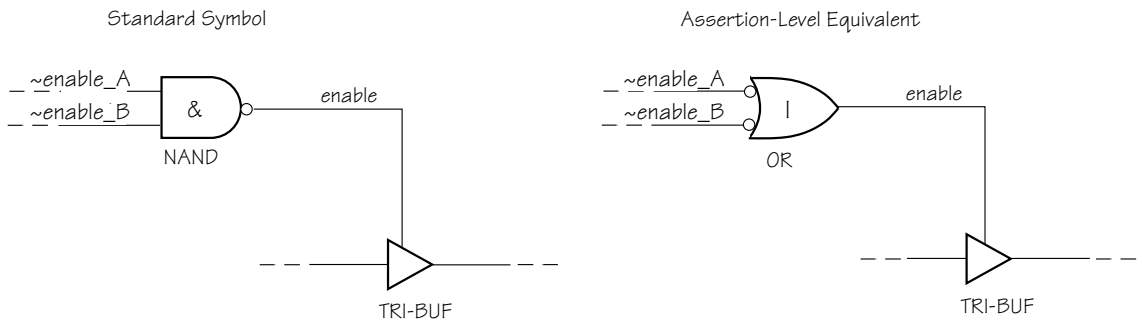 Standard Symbol
Assertion-Level Equivalent
~enable_A
~enable_B
&
enable
NAND
TRI-BUF
~enable_A
~enable_B
|
enable
OR
TRI-BUF